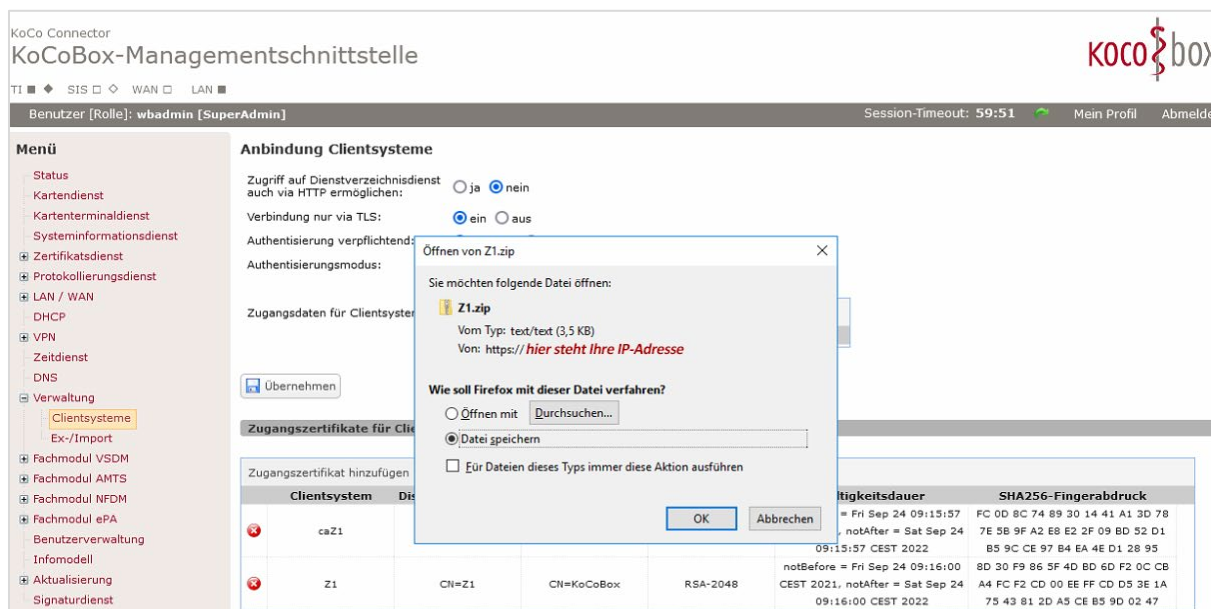 KoCo Connector
KoCoBox-Managementschnittstelle
KOCO box
TI SIS WAN LAN
Benutzer [Rolle]: wbadmin [SuperAdmin]
Session-Timeout: 59:51 Mein Profil Abmelde
Menü
Status
Kartendienst
Kartenterminaldienst
Systeminformationsdienst
Zertifikatsdienst
Protokollierungsdienst
LAN / WAN
DHCP
VPN
Zeitdienst
DNS
Verwaltung
Clientsysteme
Ex-/Import
Fachmodul VSDM
Fachmodul AMTS
Fachmodul NFDM
Fachmodul ePA
Benutzerverwaltung
Infomodell
Aktualisierung
Signaturdienst
Anbindung Clientsysteme
Zugriff auf Dienstverzeichnisdienst
auch via HTTP ermöglichen:
ja nein
Verbindung nur via TLS:
ein aus
Authentisierung verpflichtend:
Authentisierungsmodus:
Zugangsdaten für Clientsyster
Übernehmen
Öffnen von Z1.zip
Sie möchten folgende Datei öffnen:
Z1.zip
Vom Typ: text/text (3,5 KB)
Von: https:// hier steht Ihre IP-Adresse
Wie soll Firefox mit dieser Datei verfahren?
Öffnen mit Durchsuchen...
Datei speichern
Für Dateien dieses Typs immer diese Aktion ausführen
OK Abbrechen
Zugangszertifikate für Clie
Zugangszertifikat hinzufügen
Clientsystem Dis ltigkeitsdauer SHA256-Fingerabdruck
caZ1
= Fri Sep 24 09:15:57
, notAfter = Sat Sep 24
09:15:57 CEST 2022
FC 0D 8C 74 89 30 14 41 A1 3D 78
7E 5B 9F A2 E8 E2 2F 09 BD 52 D1
B5 9C CE 97 B4 EA 4E D1 28 95
Z1 CN=Z1 CN=KoCoBox RSA-2048
notBefore = Fri Sep 24 09:16:00
CEST 2021, notAfter = Sat Sep 24
09:16:00 CEST 2022
8D 30 F9 86 5F 4D BD 6D F2 0C CB
A4 FC F2 CD 00 EE FF CD D5 3E 1A
75 43 81 2D A5 CE B5 9D 02 47